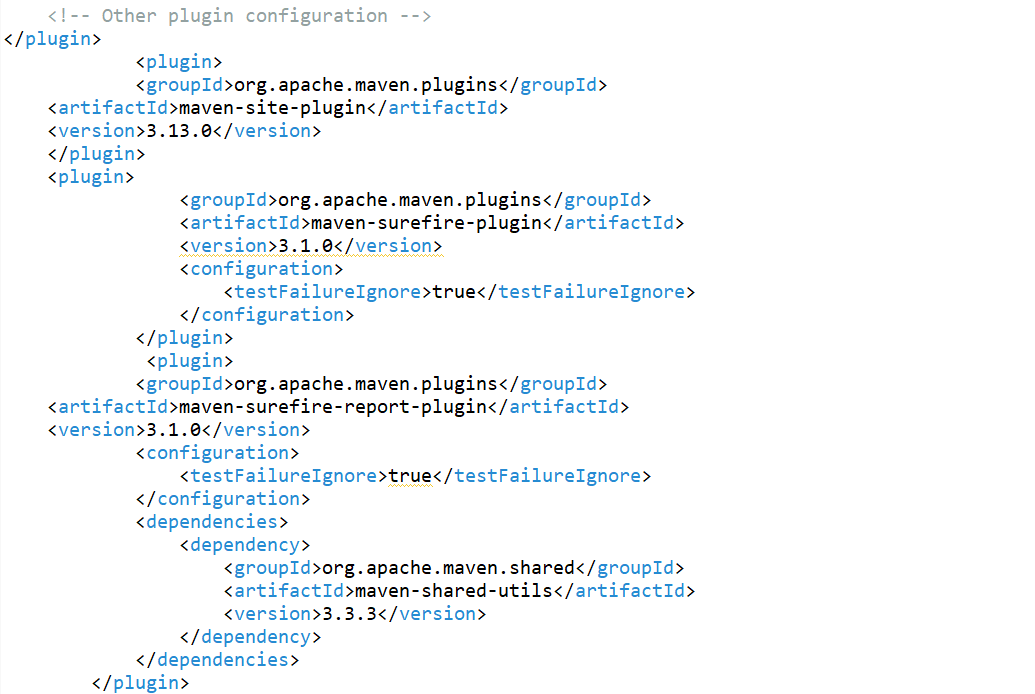 <!-- Other plugin configuration -->
</plugin>
<plugin>
<groupId>org.apache.maven.plugins</groupId>
<artifactId>maven-site-plugin</artifactId>
<version>3.13.0</version>
</plugin>
<plugin>
<groupId>org.apache.maven.plugins</groupId>
<artifactId>maven-surefire-plugin</artifactId>
<version>3.1.0</version>
<configuration>
<testFailureIgnore>true</testFailureIgnore>
</configuration>
</plugin>
<plugin>
<groupId>org.apache.maven.plugins</groupId>
<artifactId>maven-surefire-report-plugin</artifactId>
<version>3.1.0</version>
<configuration>
<testFailureIgnore>true</testFailureIgnore>
</configuration>
<dependencies>
<dependency>
<groupId>org.apache.maven.shared</groupId>
<artifactId>maven-shared-utils</artifactId>
<version>3.3.3</version>
</dependency>
</dependencies>
</plugin>